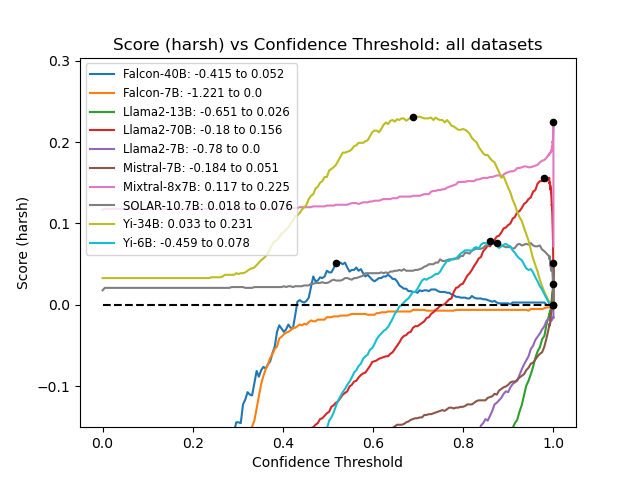 Score (harsh) vs Confidence Threshold: all datasets
Score (harsh)
0.3
0.2
0.1
0.0
−0.1
Falcon-40B: -0.415 to 0.052
Falcon-7B: -1.221 to 0.0
Llama2-13B: -0.651 to 0.026
Llama2-70B: -0.18 to 0.156
Llama2-7B: -0.78 to 0.0
Mistral-7B: -0.184 to 0.051
Mixtral-8x7B: 0.117 to 0.225
SOLAR-10.7B: 0.018 to 0.076
Yi-34B: 0.033 to 0.231
Yi-6B: -0.459 to 0.078
0.0 0.2 0.4 0.6 0.8 1.0
Confidence Threshold